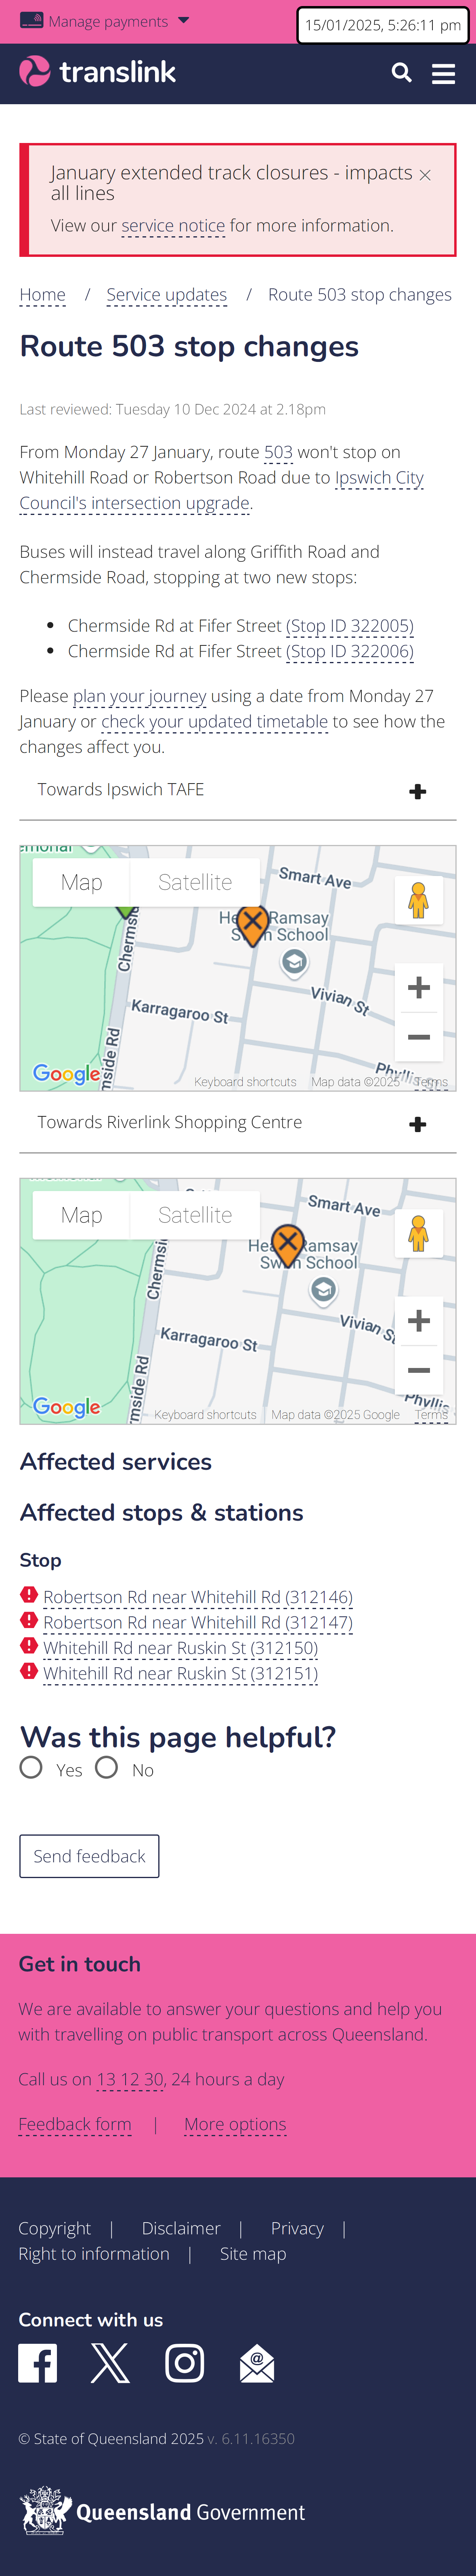 Manage payments
15/01/2025, 5:26:11 pm
translink
January extended track closures - impacts
all lines
View our service notice for more information.
Home / Service updates / Route 503 stop changes
Route 503 stop changes
Last reviewed: Tuesday 10 Dec 2024 at 2.18pm
From Monday 27 January, route 503 won't stop on
Whitehill Road or Robertson Road due to Ipswich City
Council's intersection upgrade.
Buses will instead travel along Griffith Road and
Chermside Road, stopping at two new stops:
• Chermside Rd at Fifer Street (Stop ID 322005)
• Chermside Rd at Fifer Street (Stop ID 322006)
Please plan your journey using a date from Monday 27
January or check your updated timetable to see how the
changes affect you.
Towards Ipswich TAFE
Map Satellite
Smart Ave
Ramsay
School
Vivian St
Karragaroo St
Google
Keyboard shortcuts Map data ©2025 Terms
Towards Riverlink Shopping Centre
Map Satellite
Smart Ave
Ramsay
School
Karragaroo St
Google
Keyboard shortcuts Map data ©2025 Google Terms
Affected services
Affected stops & stations
Stop
Robertson Rd near Whitehill Rd (312146)
Robertson Rd near Whitehill Rd (312147)
Whitehill Rd near Ruskin St (312150)
Whitehill Rd near Ruskin St (312151)
Was this page helpful?
Yes No
Send feedback
Get in touch
We are available to answer your questions and help you
with travelling on public transport across Queensland.
Call us on 13 12 30, 24 hours a day
Feedback form | More options
Copyright | Disclaimer | Privacy |
Right to information | Site map
Connect with us
© State of Queensland 2025 v. 6.11.16350
Queensland Government